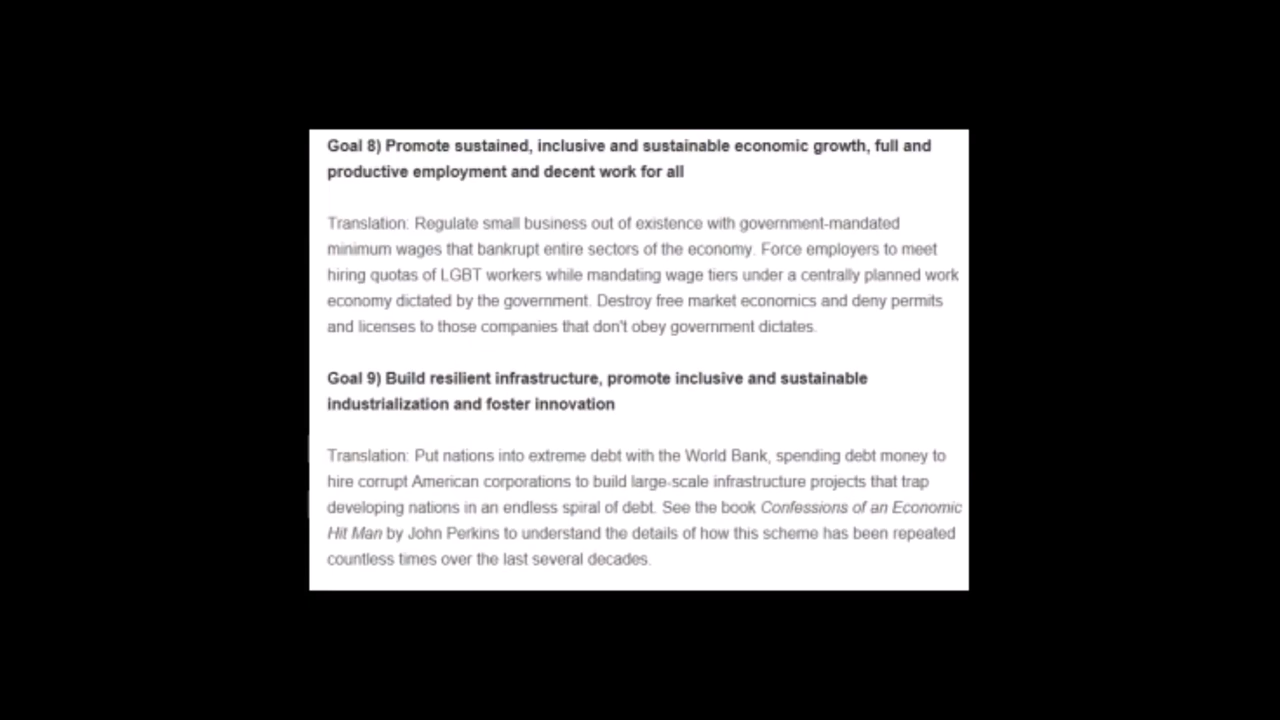 Goal 8) Promote sustained, inclusive and sustainable economic growth, full and
productive employment and decent work for all
Translation: Regulate small business out of existence with government-mandated
minimum wages that bankrupt entire sectors of the economy. Force employers to meet
hiring quotas of LGBT workers while mandating wage tiers under a centrally planned work
economy dictated by the government. Destroy free market economics and deny permits
and licenses to those companies that don't obey government dictates.
Goal 9) Build resilient infrastructure, promote inclusive and sustainable
industrialization and foster innovation
Translation: Put nations into extreme debt with the World Bank, spending debt money to
hire corrupt American corporations to build large-scale infrastructure projects that trap
developing nations in an endless spiral of debt. See the book Confessions of an Economic
Hit Man by John Perkins to understand the details of how this scheme has been repeated
countless times over the last several decades.